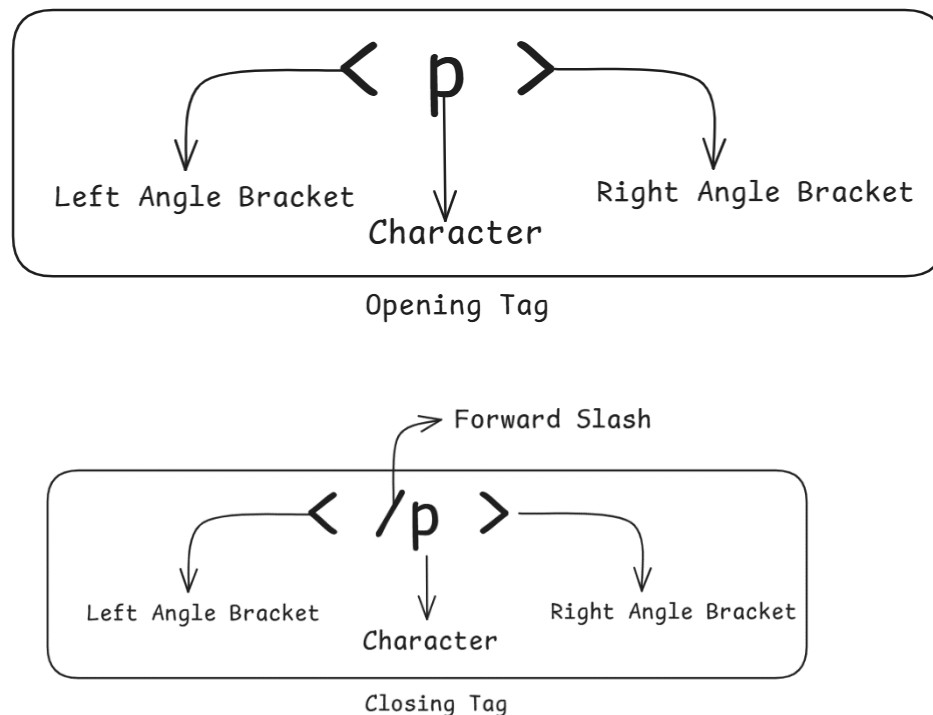 < p >
Left Angle Bracket
Right Angle Bracket
Character
Opening Tag
Forward Slash
< /p >
Left Angle Bracket
Right Angle Bracket
Character
Closing Tag